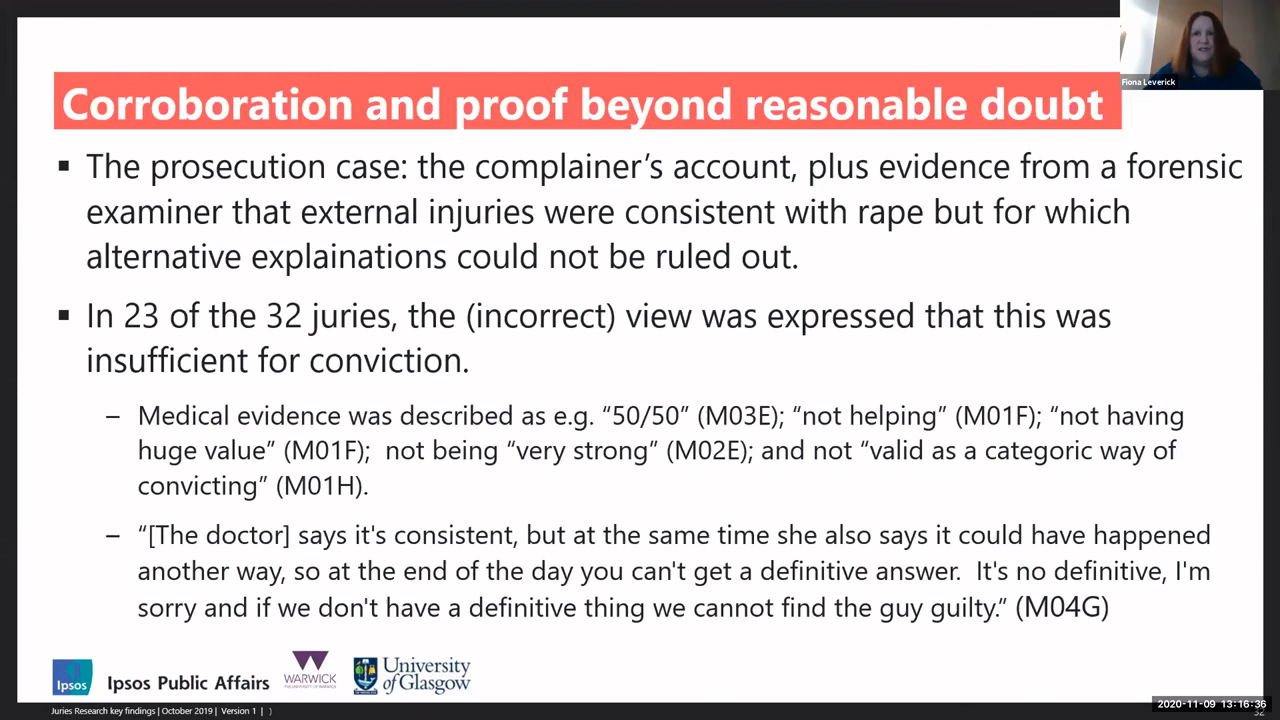 Fiona Leverick
Corroboration and proof beyond reasonable doubt
▪ The prosecution case: the complainer’s account, plus evidence from a forensic
examiner that external injuries were consistent with rape but for which
alternative explainations could not be ruled out.
▪ In 23 of the 32 juries, the (incorrect) view was expressed that this was
insufficient for conviction.
– Medical evidence was described as e.g. “50/50” (M03E); “not helping” (M01F); “not having
huge value” (M01F);  not being “very strong” (M02E); and not “valid as a categoric way of
convicting” (M01H).
– “[The doctor] says it's consistent, but at the same time she also says it could have happened
another way, so at the end of the day you can't get a definitive answer.  It's no definitive, I'm
sorry and if we don't have a definitive thing we cannot find the guy guilty.” (M04G)
Ipsos
Ipsos Public Affairs
WARWICK
THE UNIVERSITY OF WARWICK
University
of Glasgow
Juries Research key findings | October 2019 | Version 1 | )
2020-11-09 13:16:36